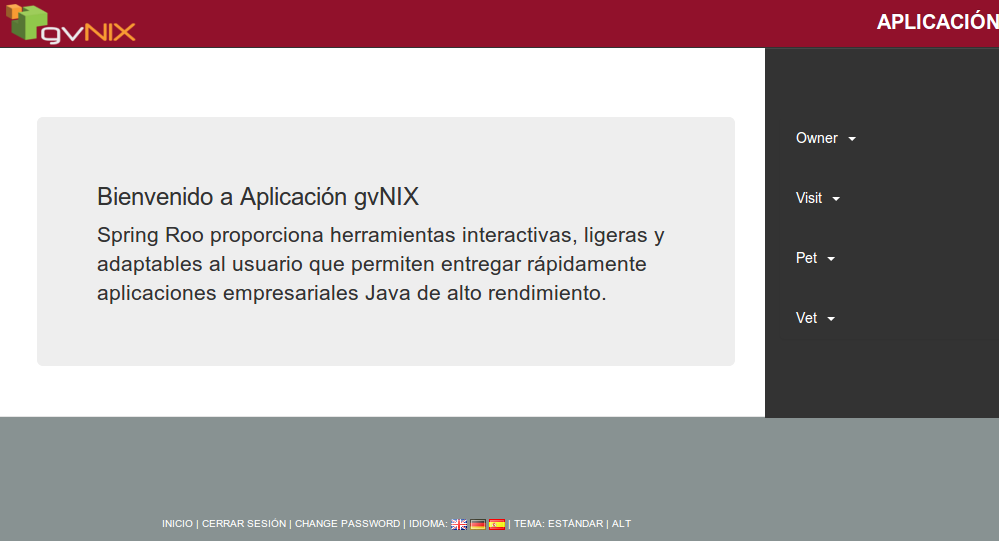 gvNIX
APLICACIÓN
Bienvenido a Aplicación gvNIX
Spring Roo proporciona herramientas interactivas, ligeras y
adaptables al usuario que permiten entregar rápidamente
aplicaciones empresariales Java de alto rendimiento.
Owner
Visit
Pet
Vet
INICIO | CERRAR SESIÓN | CHANGE PASSWORD | IDIOMA: | TEMA: ESTÁNDAR | ALT